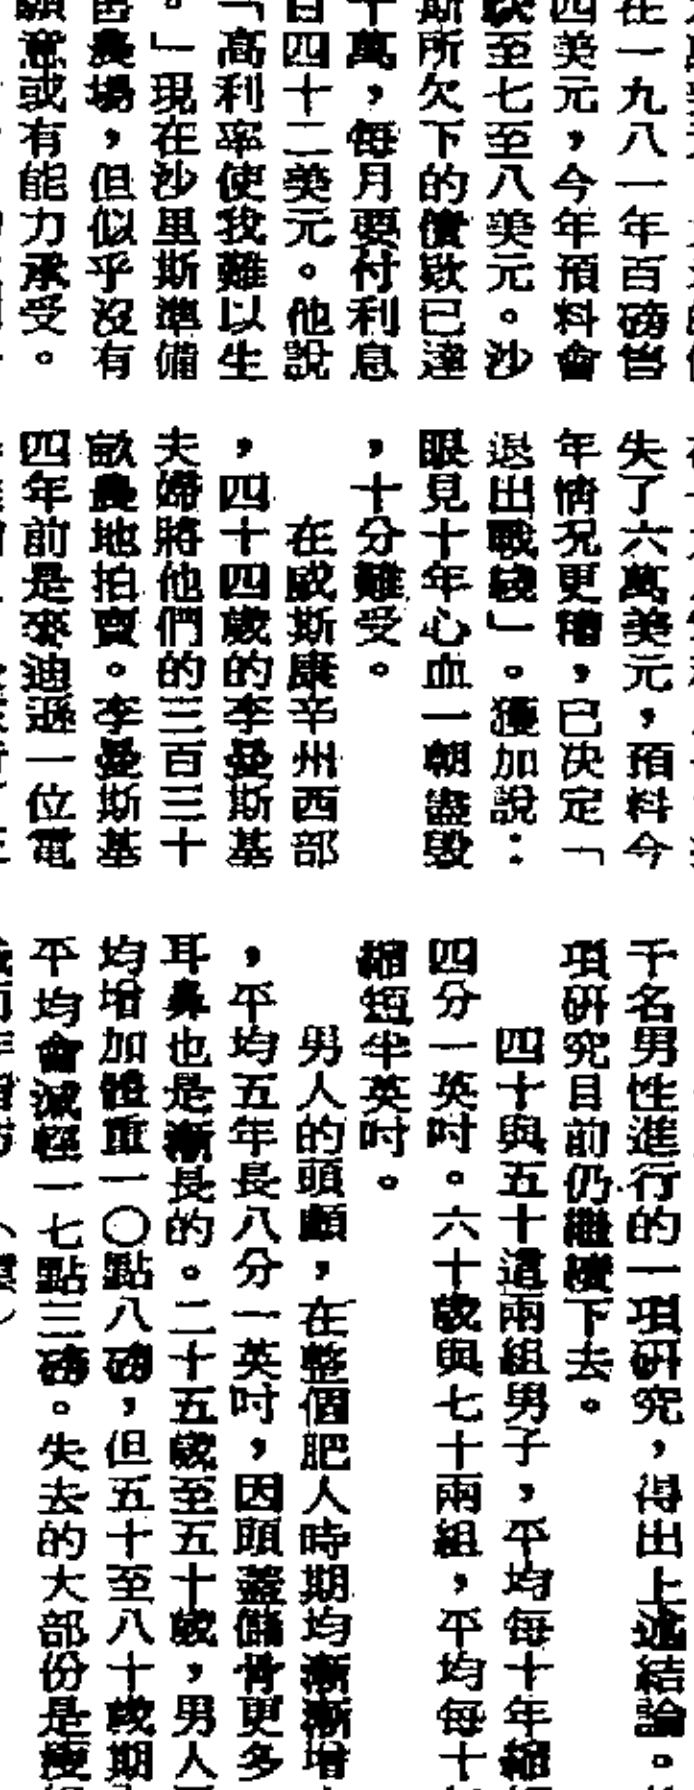 在一九八一年百磅售
四美元，今年預料會
跌至七至八美元。沙
斯所欠下的債款已達
十萬，每月要付利息
百四十二美元。他說
「高利率使我難以生
。」現在沙里斯準備
售農場，但似乎沒有
願意或有能力承受。
失了六萬美元，預料今
年情況更糟，已決定「
退出戰線」。獲加說：
眼見十年心血一朝盡毀
，十分難受。
在威斯康辛州西部
，四十四歲的李曼斯基
夫婦將他們的三百三十
畝農地拍賣。李曼斯基
四年前是麥迪遜一位電
千名男性進行的一項研究，得出上述結論。
項研究目前仍繼續下去。
四十與五十這兩組男子，平均每十年縮
四分一英吋。六十歲與七十兩組，平均每十
縮短半英吋。
男人的頭顱，在整個肥人時期均漸漸增
，平均五年長八分一英吋，因頭蓋儲骨更多
耳鼻也是漸長的。二十五歲至五十歲，男人
均增加體重一〇點八磅，但五十至八十歲期
平均會減輕一七點三磅。失去的大部份是瘦